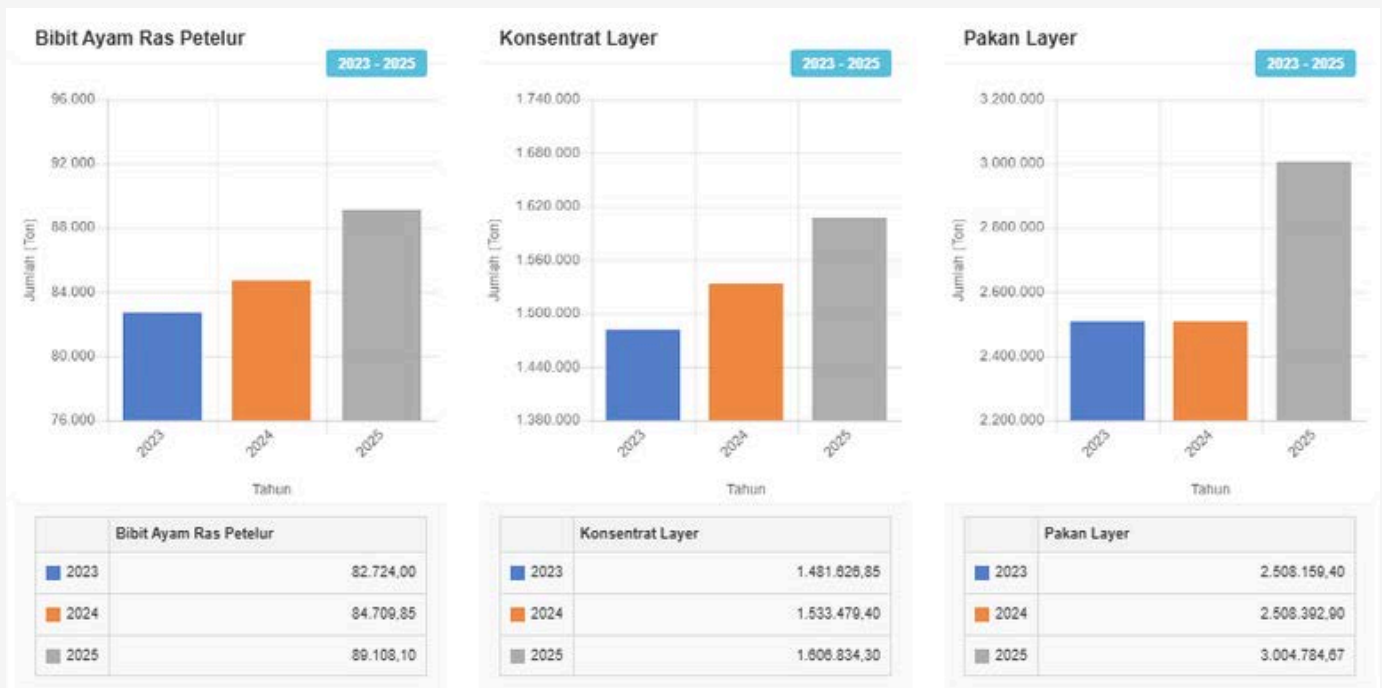 Bibit Ayam Ras Petelur
2023 - 2025
96.000
92.000
88.000
84.000
80.000
76.000
Jumlah [Ton]
2023
2024
2025
Tahun
Bibit Ayam Ras Petelur
2023 82.724,00
2024 84.709,85
2025 89.108,10
Konsentrat Layer
2023 - 2025
1.740.000
1.680.000
1.620.000
1.560.000
1.500.000
1.440.000
1.380.000
Jumlah [Ton]
2023
2024
2025
Tahun
Konsentrat Layer
2023 1.481.626,85
2024 1.533.479,40
2025 1.606.834,30
Pakan Layer
2023 - 2025
3.200.000
3.000.000
2.800.000
2.600.000
2.400.000
2.200.000
Jumlah [Ton]
2023
2024
2025
Tahun
Pakan Layer
2023 2.508.159,40
2024 2.508.392,90
2025 3.004.784,67